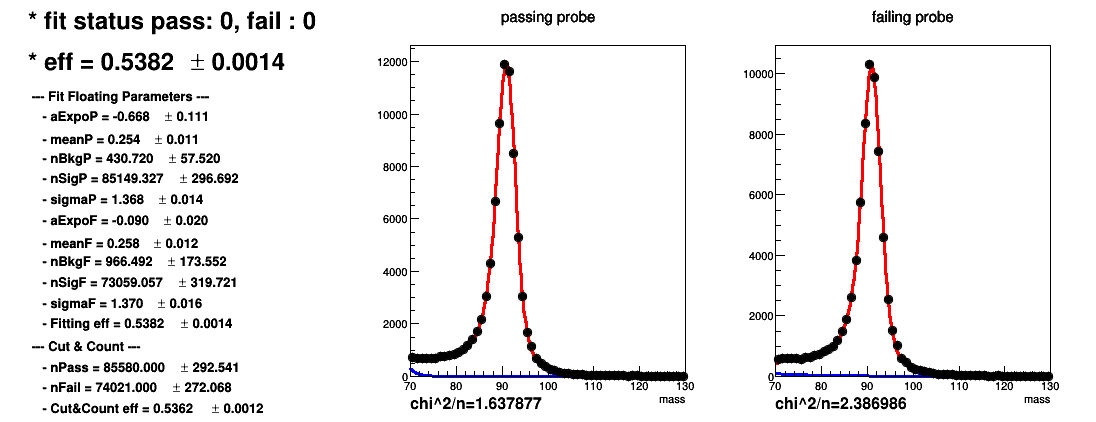 * fit status pass: 0, fail : 0
* eff = 0.5382 ± 0.0014
--- Fit Floating Parameters ---
- aExpoP = -0.668 ± 0.111
- meanP = 0.254 ± 0.011
- nBkgP = 430.720 ± 57.520
- nSigP = 85149.327 ± 296.692
- sigmaP = 1.368 ± 0.014
- aExpoF = -0.090 ± 0.020
- meanF = 0.258 ± 0.012
- nBkgF = 966.492 ± 173.552
- nSigF = 73059.057 ± 319.721
- sigmaF = 1.370 ± 0.016
- Fitting eff = 0.5382 ± 0.0014
--- Cut & Count ---
- nPass = 85580.000 ± 292.541
- nFail = 74021.000 ± 272.068
- Cut&Count eff = 0.5362 ± 0.0012
passing probe
12000
10000
8000
6000
4000
2000
0
70 80 90 100 110 120 130
mass
chi^2/n=1.637877
failing probe
10000
8000
6000
4000
2000
0
70 80 90 100 110 120 130
mass
chi^2/n=2.386986